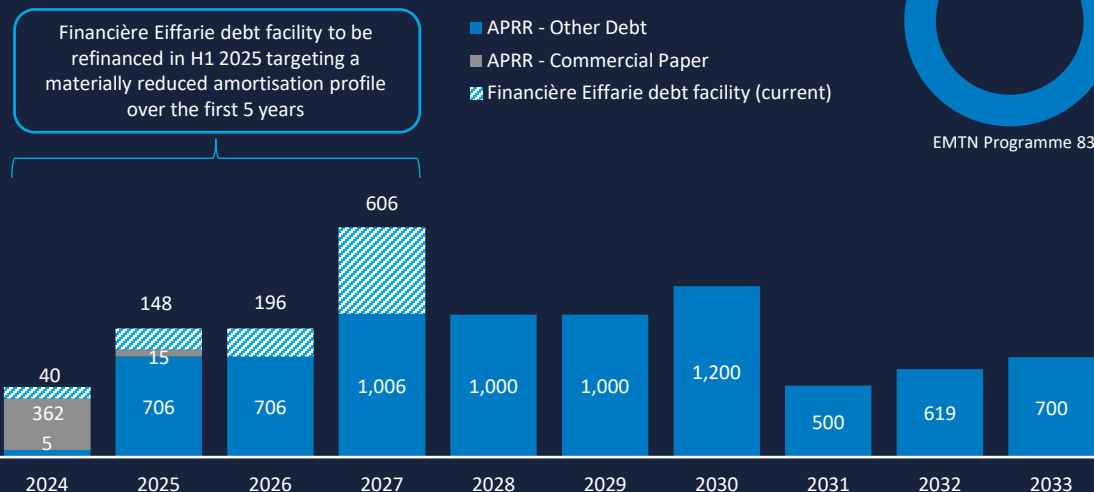 Financière Eiffarie debt facility to be
refinanced in H1 2025 targeting a
materially reduced amortisation profile
over the first 5 years
APRR - Other Debt
APRR - Commercial Paper
Financière Eiffarie debt facility (current)
EMTN Programme 83
606
148
196
40
15
362
5
706
706
1,006
1,000
1,000
1,200
500
619
700
2024 2025 2026 2027 2028 2029 2030 2031 2032 2033